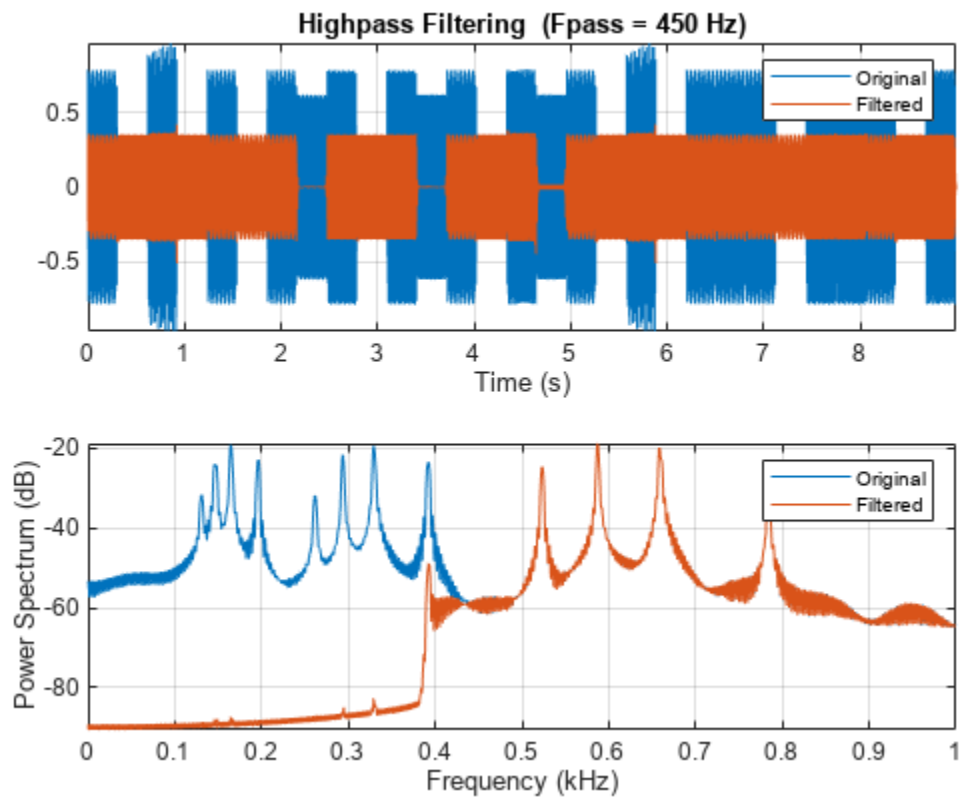 Highpass Filtering (Fpass = 450 Hz)
Original
Filtered
0.5
0
-0.5
0 1 2 3 4 5 6 7 8
Time (s)
Power Spectrum (dB)
-20
Original
Filtered
-40
-60
-80
0 0.1 0.2 0.3 0.4 0.5 0.6 0.7 0.8 0.9 1
Frequency (kHz)